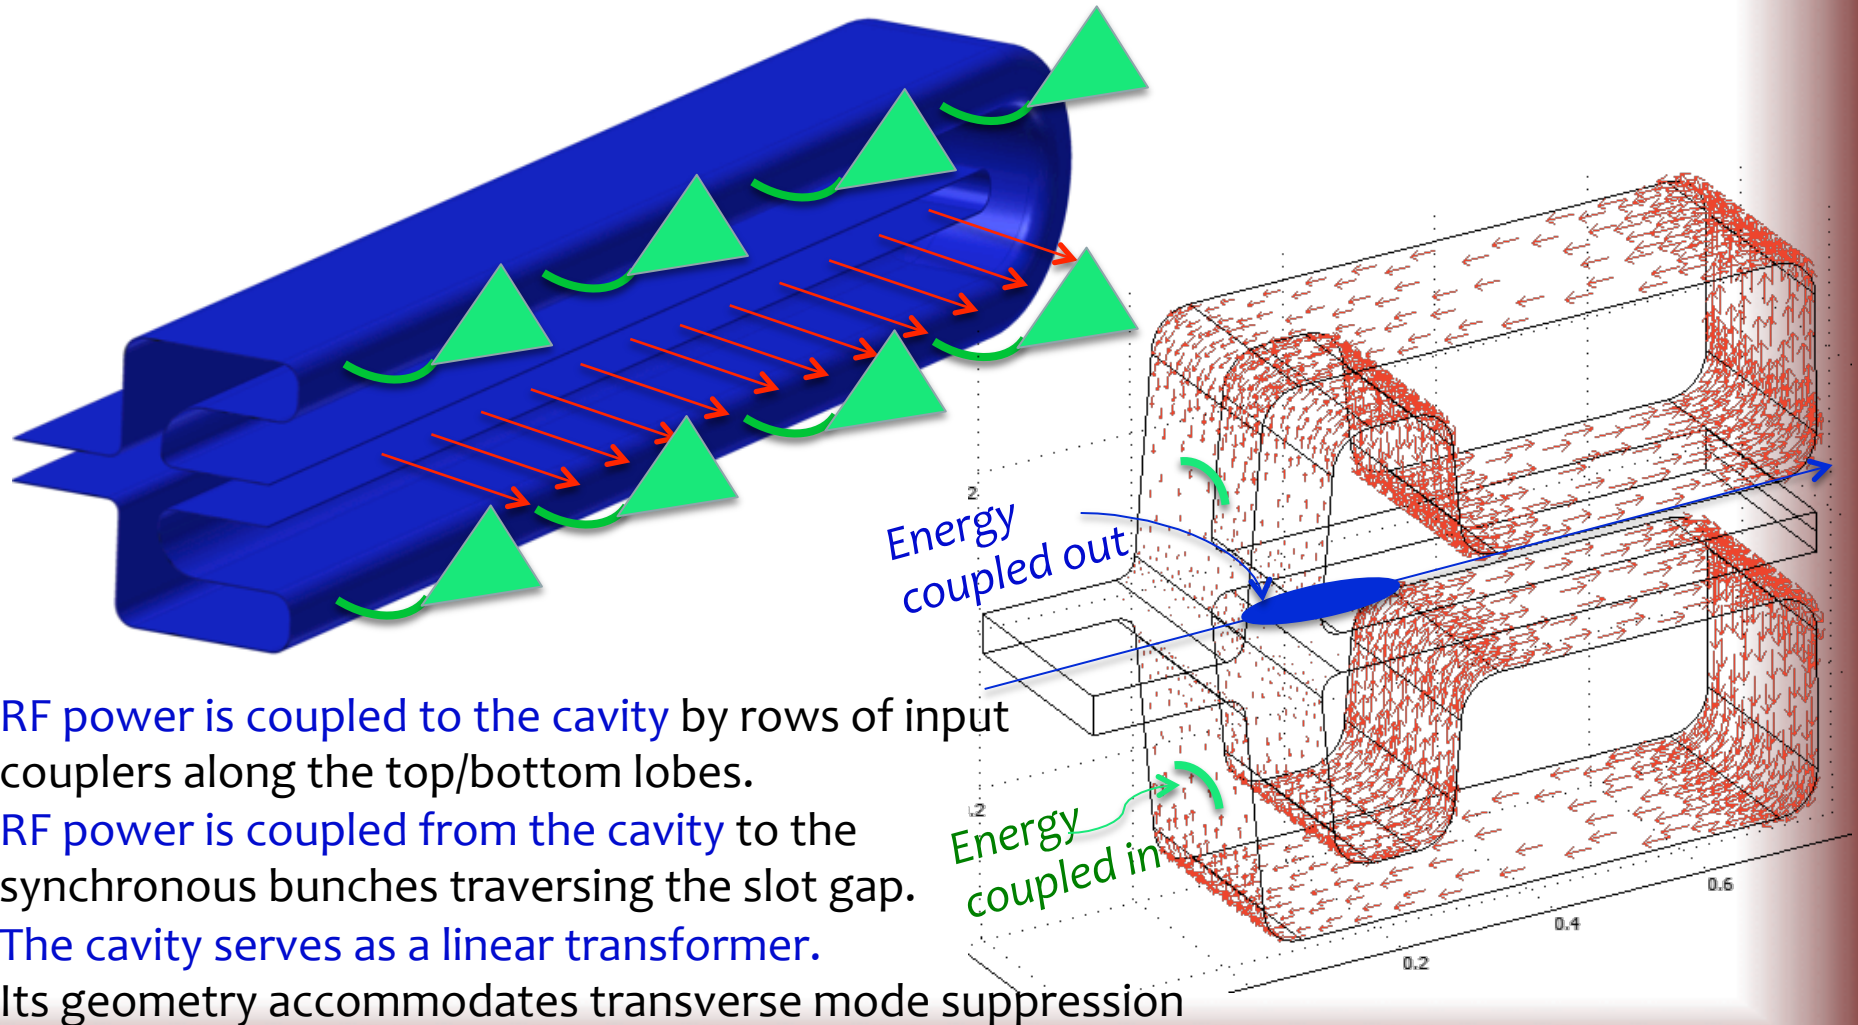 2
Energy
coupled out
.2
Energy
coupled in
0.6
0.4
0.2
RF power is coupled to the cavity by rows of input
couplers along the top/bottom lobes.
RF power is coupled from the cavity to the
synchronous bunches traversing the slot gap.
The cavity serves as a linear transformer.
Its geometry accommodates transverse mode suppression